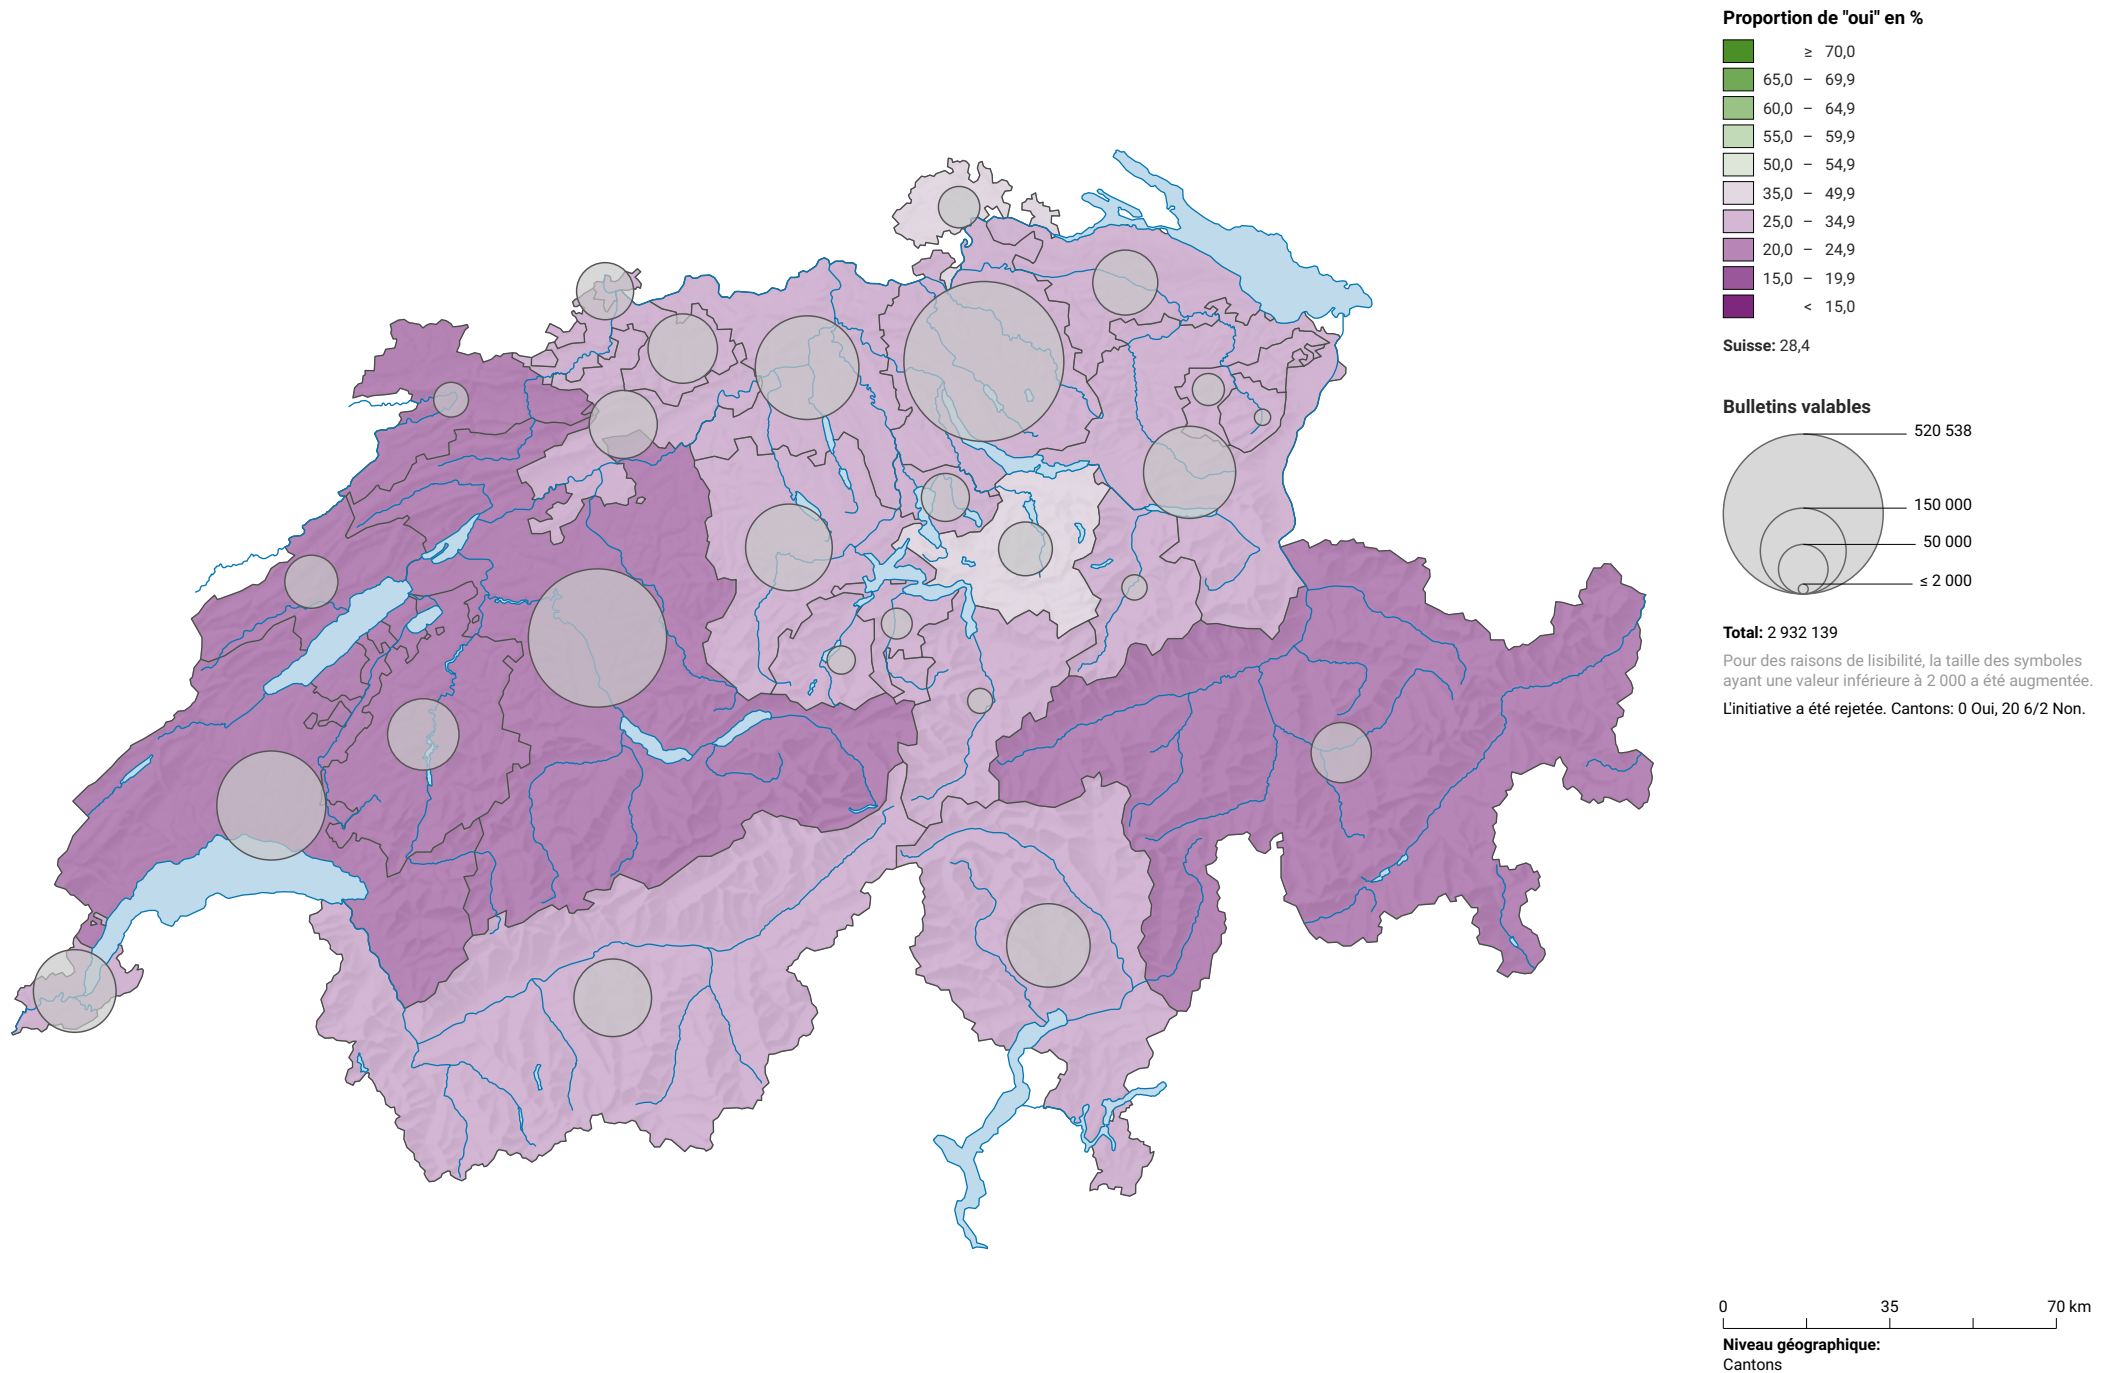 Proportion de "oui" en %
≥ 70,0
65,0 – 69,9
60,0 – 64,9
55,0 – 59,9
50,0 – 54,9
35,0 – 49,9
25,0 – 34,9
20,0 – 24,9
15,0 – 19,9
< 15,0
Suisse: 28,4
Bulletins valables
520 538
150 000
50 000
≤ 2 000
Total: 2 932 139
Pour des raisons de lisibilité, la taille des symboles
ayant une valeur inférieure à 2 000 a été augmentée.
L'initiative a été rejetée. Cantons: 0 Oui, 20 6/2 Non.
0 35 70 km
Niveau géographique:
Cantons